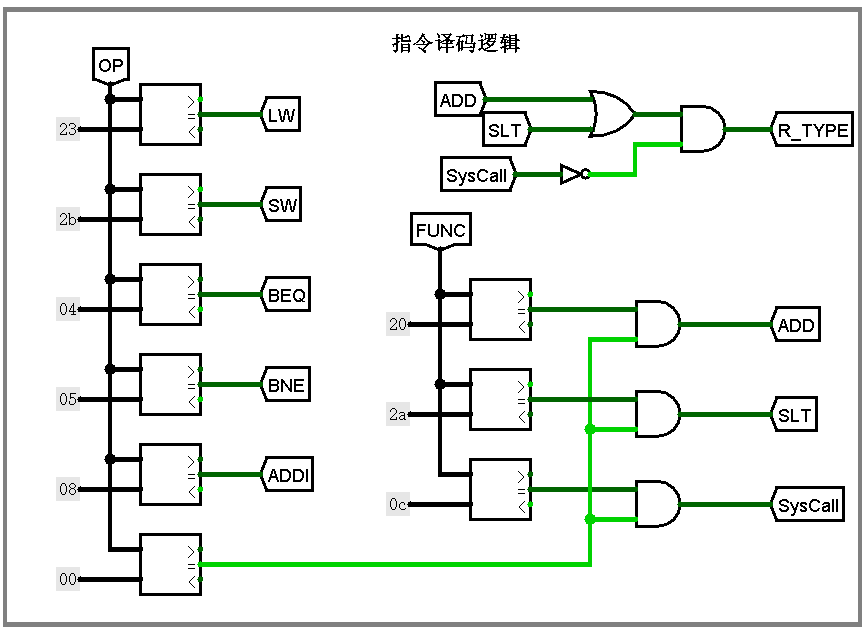 指令译码逻辑
OP
>
=
<
23
LW
>
=
<
2b
SW
>
=
<
04
BEQ
>
=
<
05
BNE
>
=
<
08
ADDI
>
=
<
00
ADD
SLT
SysCall
R_TYPE
FUNC
>
=
<
20
ADD
>
=
<
2a
SLT
>
=
<
0c
SysCall